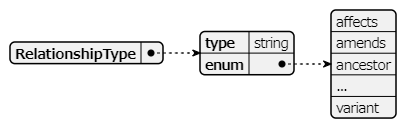 RelationshipType
type string
enum
affects
amends
ancestor
...
variant